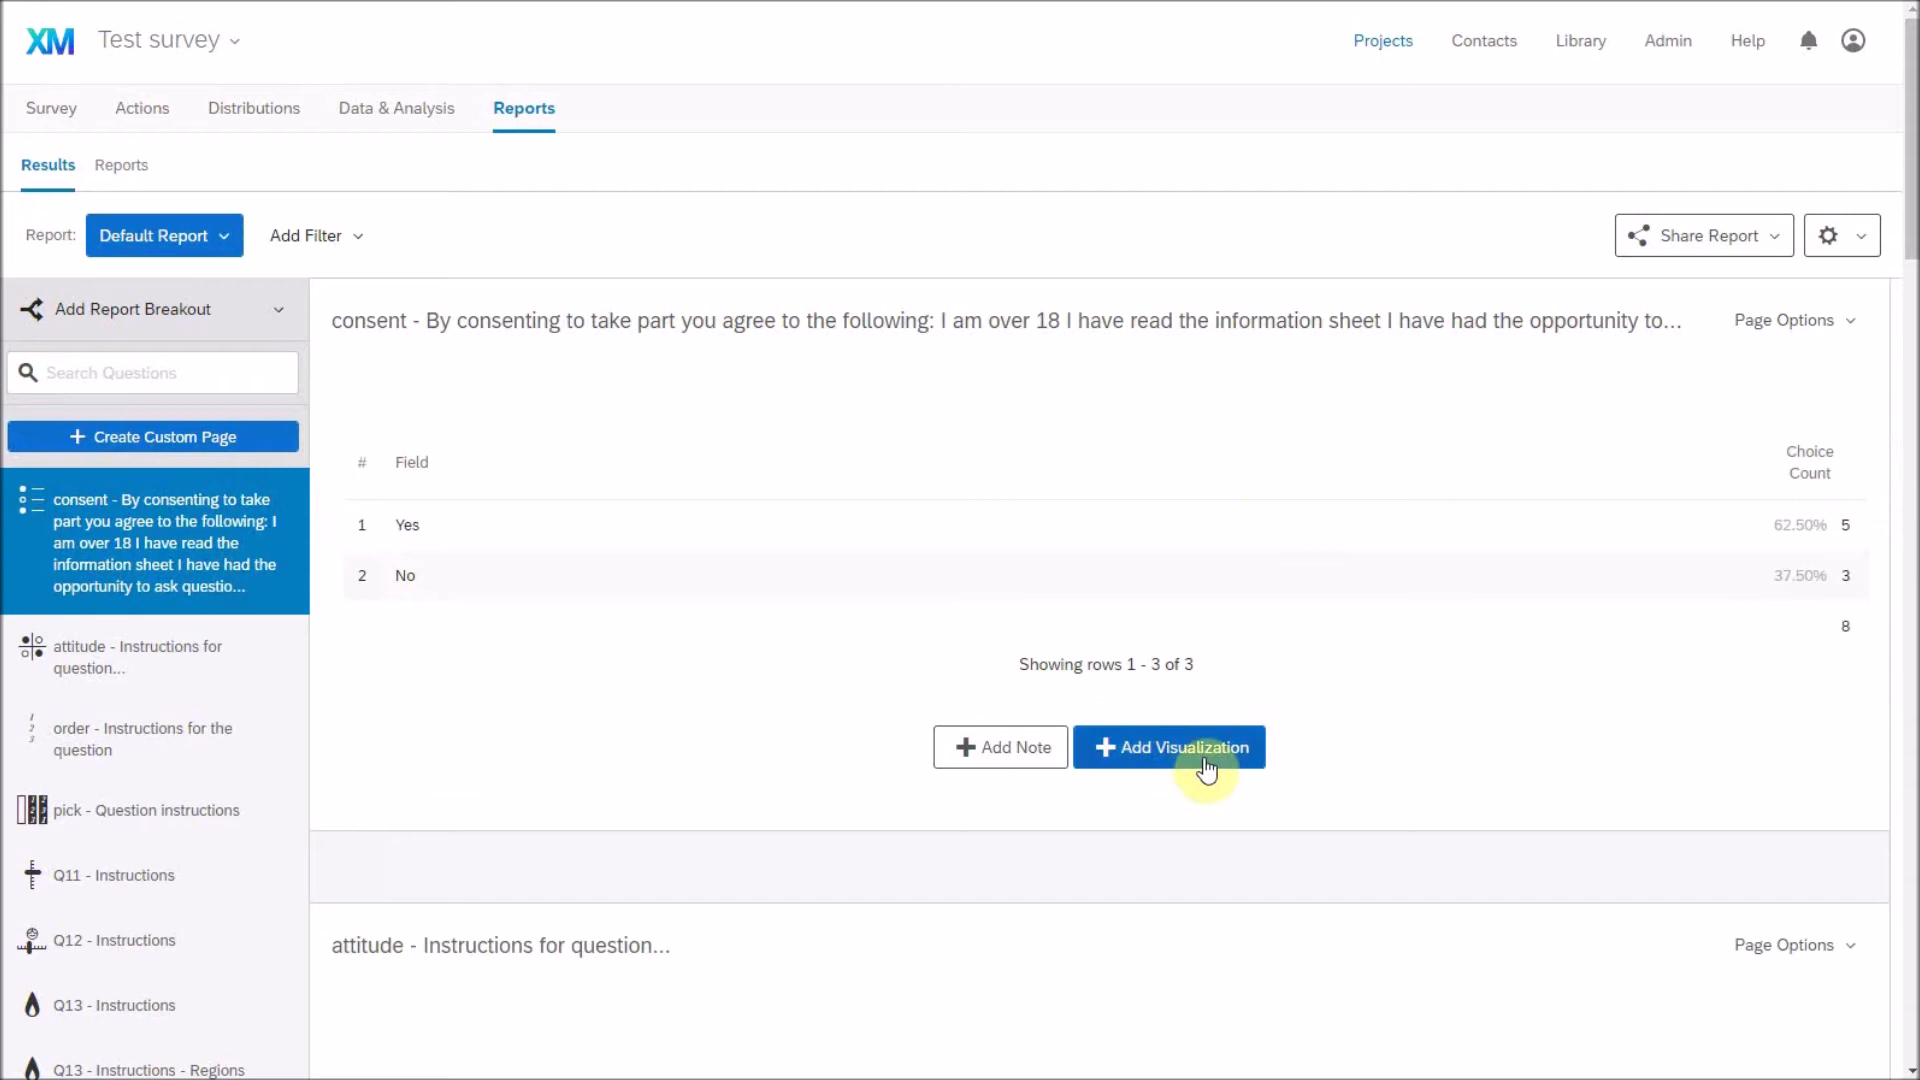 XM Test survey
Projects Contacts Library Admin Help
Survey Actions Distributions Data & Analysis Reports
Results Reports
Report: Default Report Add Filter Share Report
Add Report Breakout
Search Questions
Create Custom Page
consent - By consenting to take
part you agree to the following: I
am over 18 I have read the
information sheet I have had the
opportunity to ask questio...
attitude - Instructions for
question...
1
2
3
order - Instructions for the
question
pick - Question instructions
Q11 - Instructions
Q12 - Instructions
Q13 - Instructions
Q13 - Instructions - Regions
consent - By consenting to take part you agree to the following: I am over 18 I have read the information sheet I have had the opportunity to... Page Options
# Field Choice
Count
1 Yes 62.50% 5
2 No 37.50% 3
8
Showing rows 1 - 3 of 3
Add Note Add Visualization
attitude - Instructions for question... Page Options